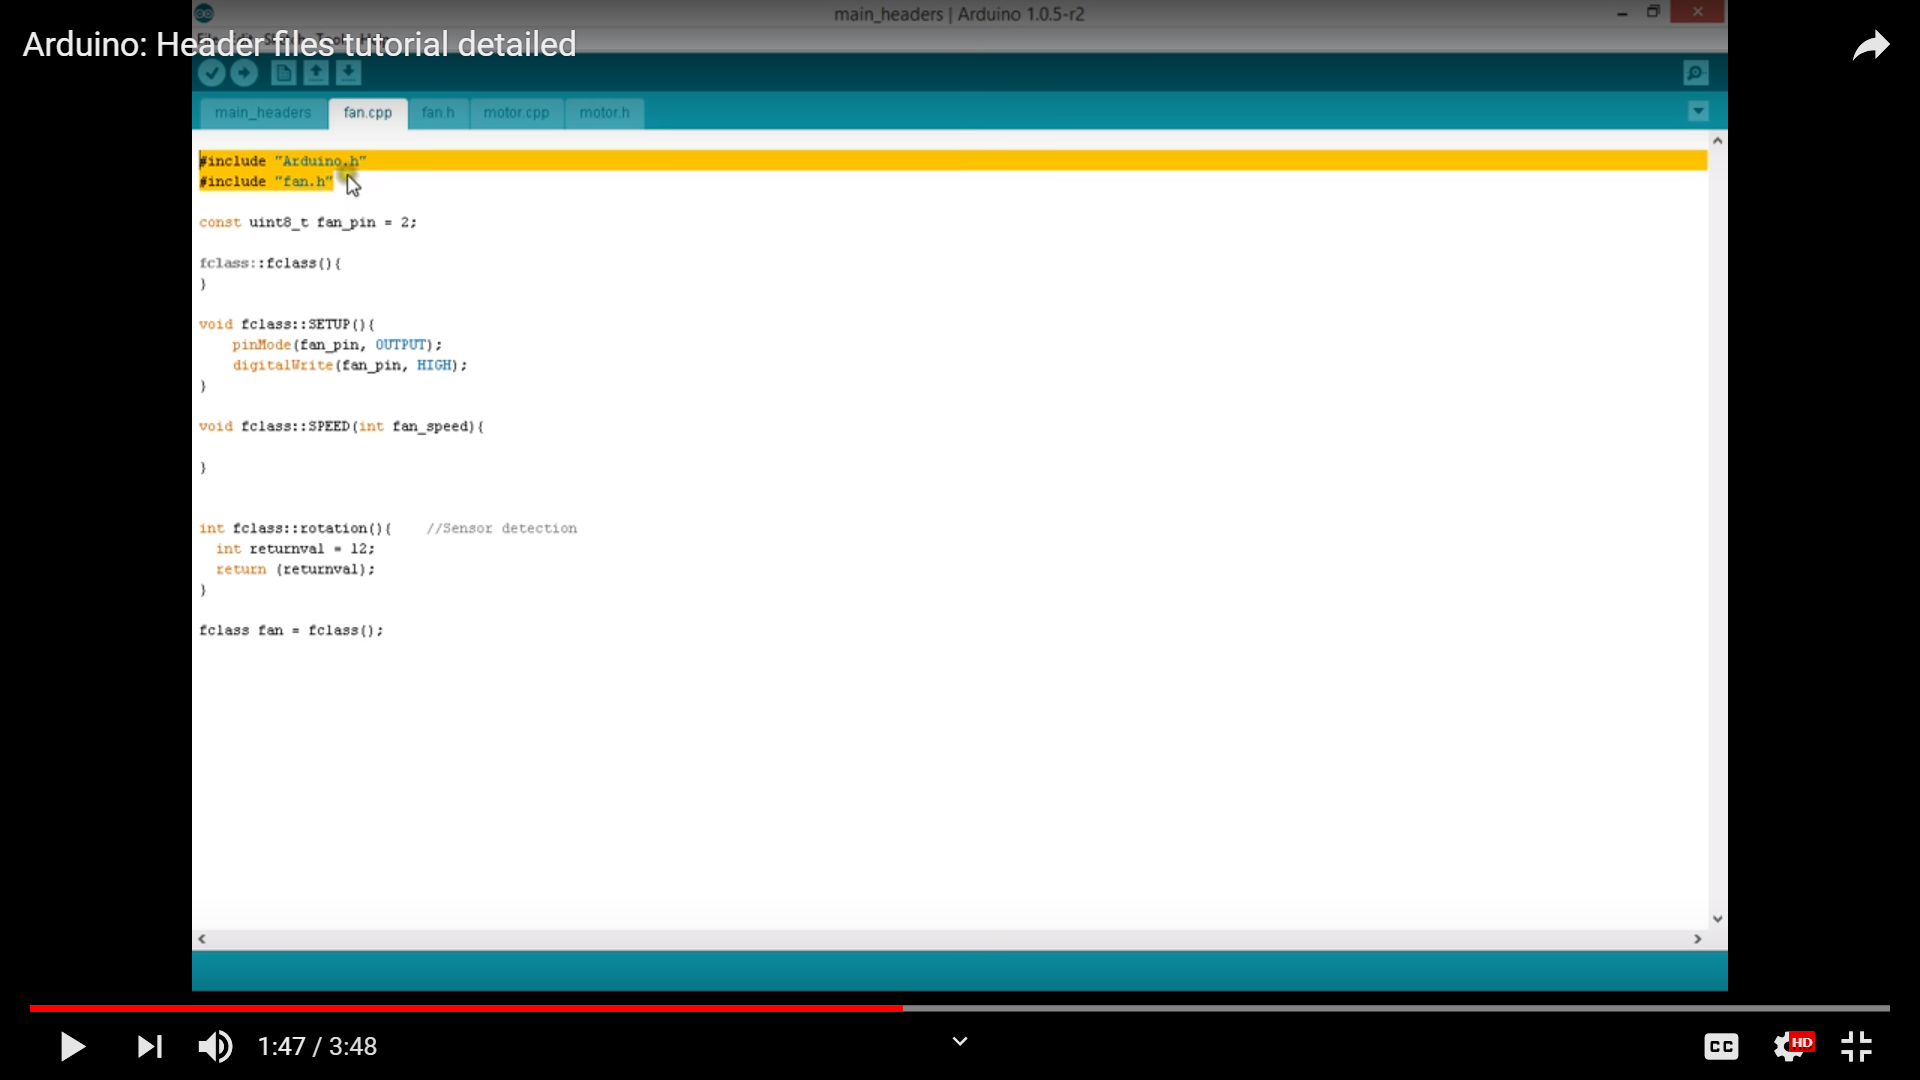 main_headers | Arduino 1.0.5-r2
Arduino: Header files tutorial detailed
main_headers fan.cpp fan.h motor.cpp motor.h
#include "Arduino.h"
#include "fan.h"
const uint8_t fan_pin = 2;
fclass::fclass(){
}
void fclass::SETUP(){
pinMode(fan_pin, OUTPUT);
digitalWrite(fan_pin, HIGH);
}
void fclass::SPEED(int fan_speed){
}
int fclass::rotation(){ //Sensor detection
int returnval = 12;
return (returnval);
}
fclass fan = fclass();
1:47 / 3:48
CC
HD